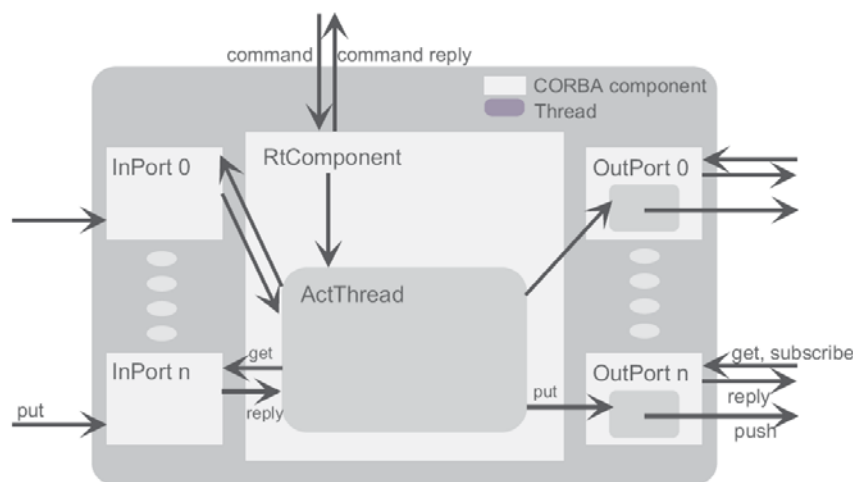 command
command reply
CORBA component
Thread
RtComponent
InPort 0
OutPort 0
ActThread
InPort n
get
reply
put
put
OutPort n
get, subscribe
reply
push